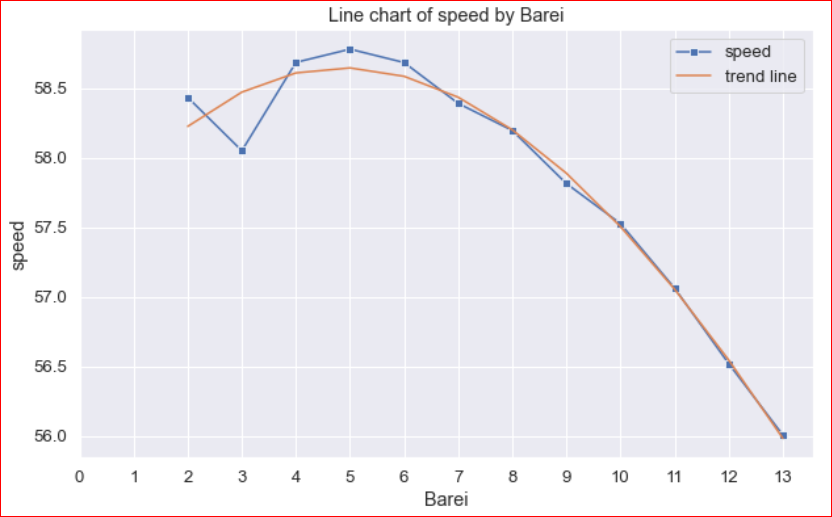 Line chart of speed by Barei
speed
trend line
58.5
58.0
57.5
57.0
56.5
56.0
speed
0 1 2 3 4 5 6 7 8 9 10 11 12 13
Barei